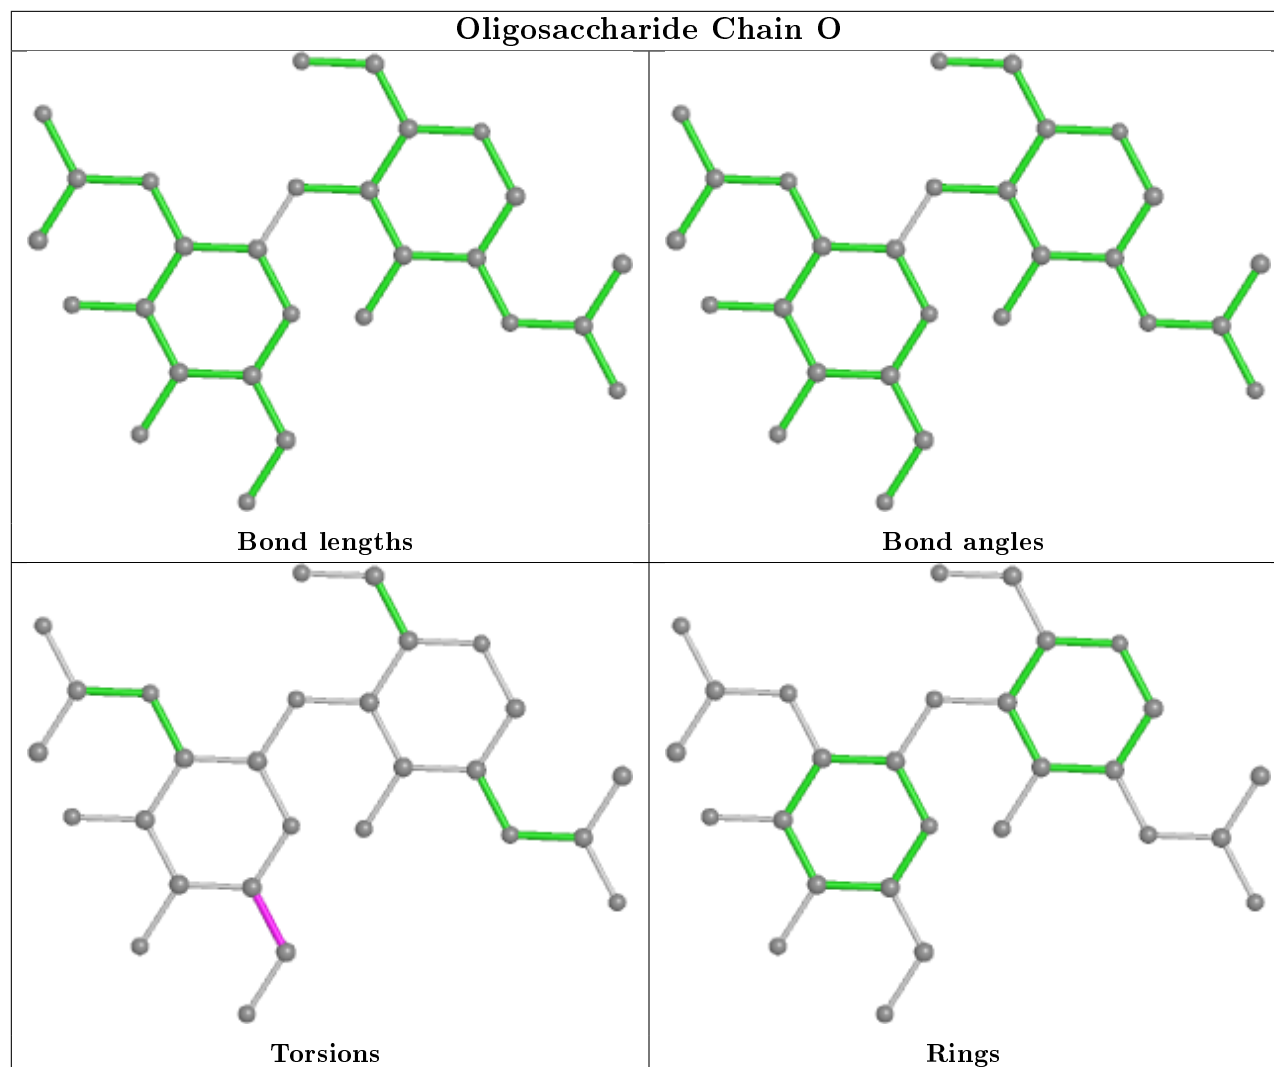 Oligosaccharide Chain O
Bond lengths
Bond angles
Torsions
Rings